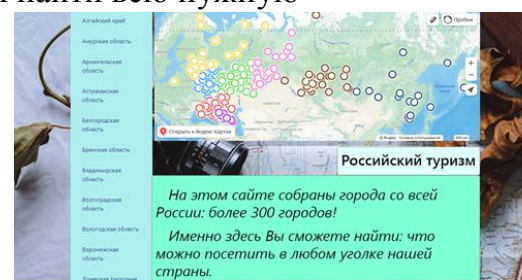 и найти всю нужную
Алтайский край
Амурская область
Архангельская
область
Астраханская
область
Белгородская
область
Брянская область
Владимирская
область
Волгоградская
область
Вологодская область
Воронежская
область
Пробки
Открыть в Яндекс Картах
Российский туризм
На этом сайте собраны города со всей
России: более 300 городов!
Именно здесь Вы сможете найти: что
можно посетить в любом уголке нашей
страны.